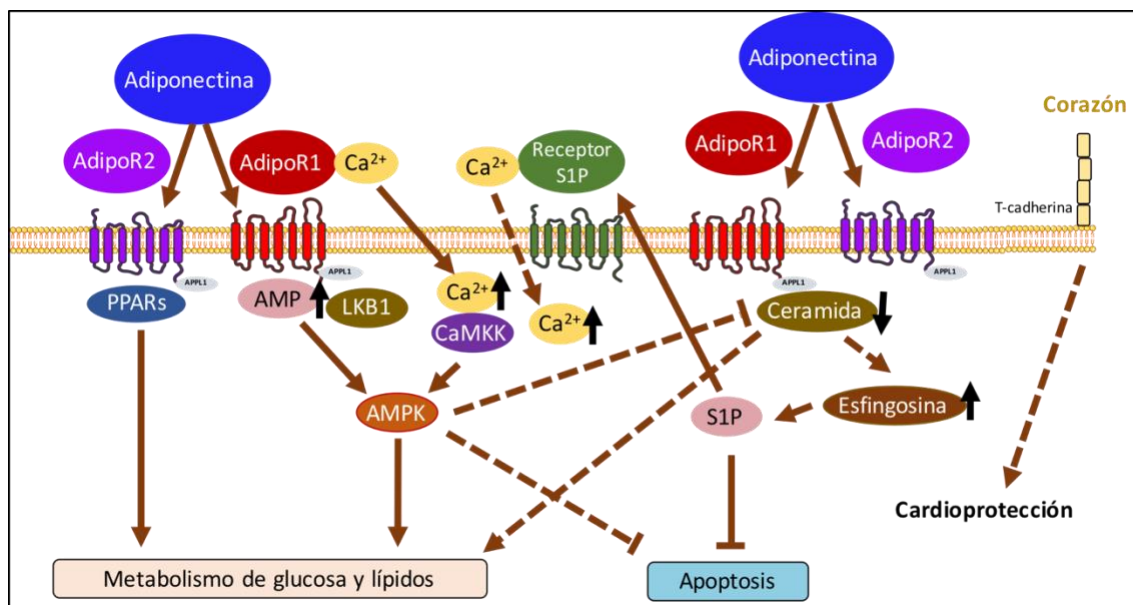 Adiponectina
Adiponectina
Corazón
AdipoR2
AdipoR1
Ca2+
Ca2+
Receptor
S1P
AdipoR1
AdipoR2
T-cadherina
APPL1
APPL1
APPL1
APPL1
PPARs
AMP
LKB1
Ca2+
CaMKK
Ca2+
Ceramida
AMPK
S1P
Esfingosina
Cardioprotección
Metabolismo de glucosa y lípidos
Apoptosis